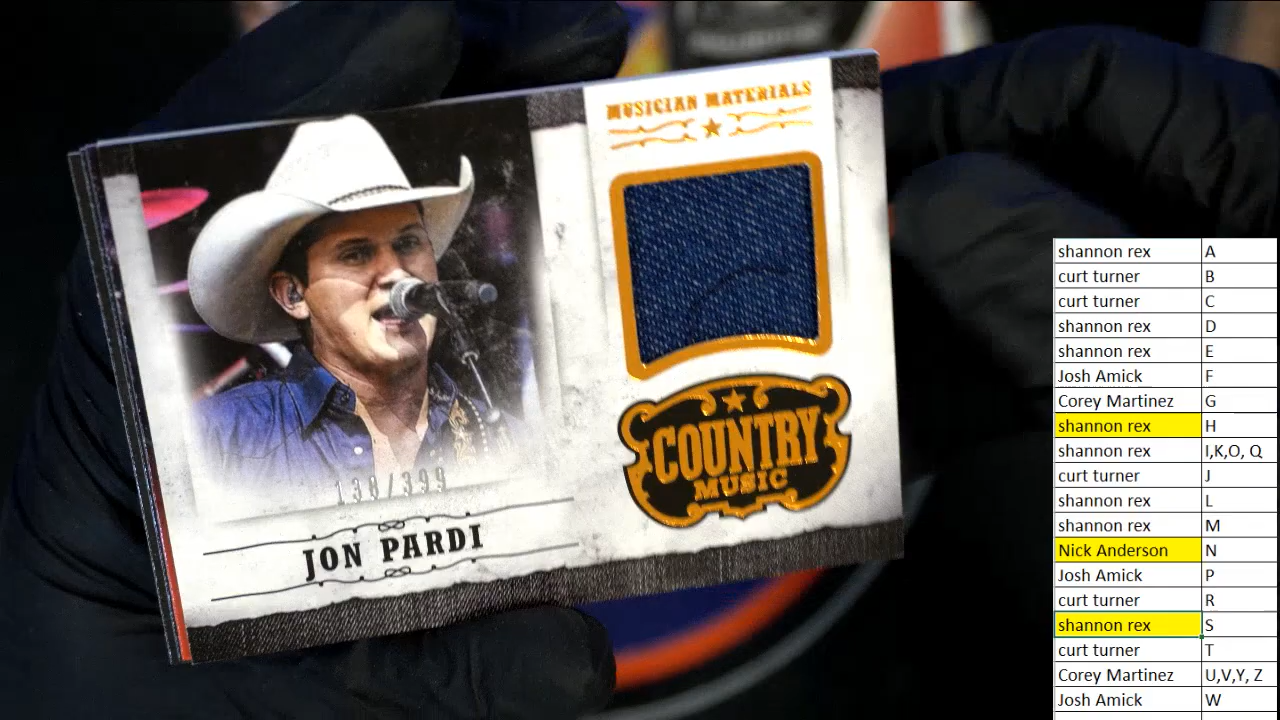 MUSICIAN MATERIALS
COUNTRY
MUSIC
138/399
JON PARDI
shannon rex A
curt turner B
curt turner C
shannon rex D
shannon rex E
Josh Amick F
Corey Martinez G
shannon rex H
shannon rex I,K,O, Q
curt turner J
shannon rex L
shannon rex M
Nick Anderson N
Josh Amick P
curt turner R
shannon rex S
curt turner T
Corey Martinez U,V,Y, Z
Josh Amick W